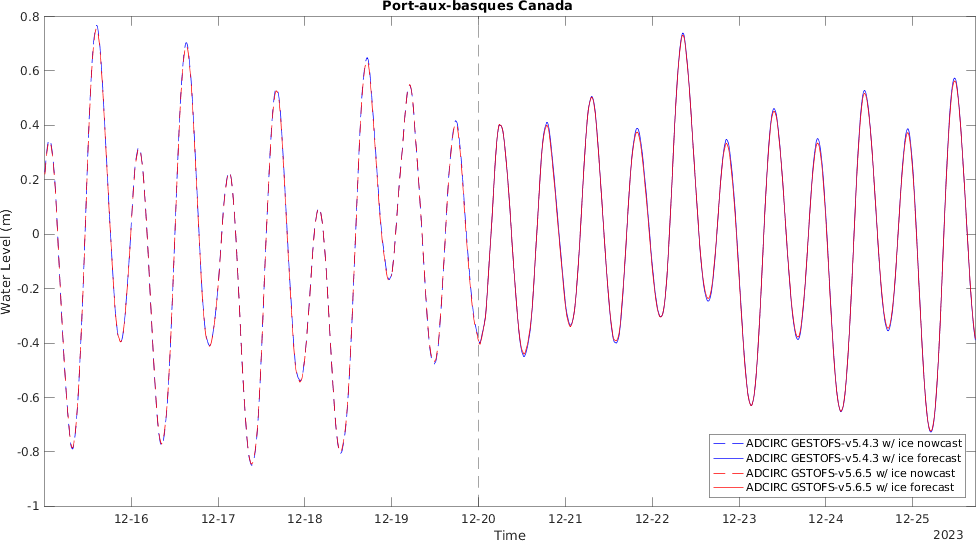 Port-aux-basques Canada
0.8
0.6
0.4
0.2
0
-0.2
-0.4
-0.6
-0.8
-1
Water Level (m)
ADCIRC GESTOFS-v5.4.3 w/ ice nowcast
ADCIRC GESTOFS-v5.4.3 w/ ice forecast
ADCIRC GSTOFS-v5.6.5 w/ ice nowcast
ADCIRC GSTOFS-v5.6.5 w/ ice forecast
12-16 12-17 12-18 12-19 12-20 12-21 12-22 12-23 12-24 12-25
Time
2023